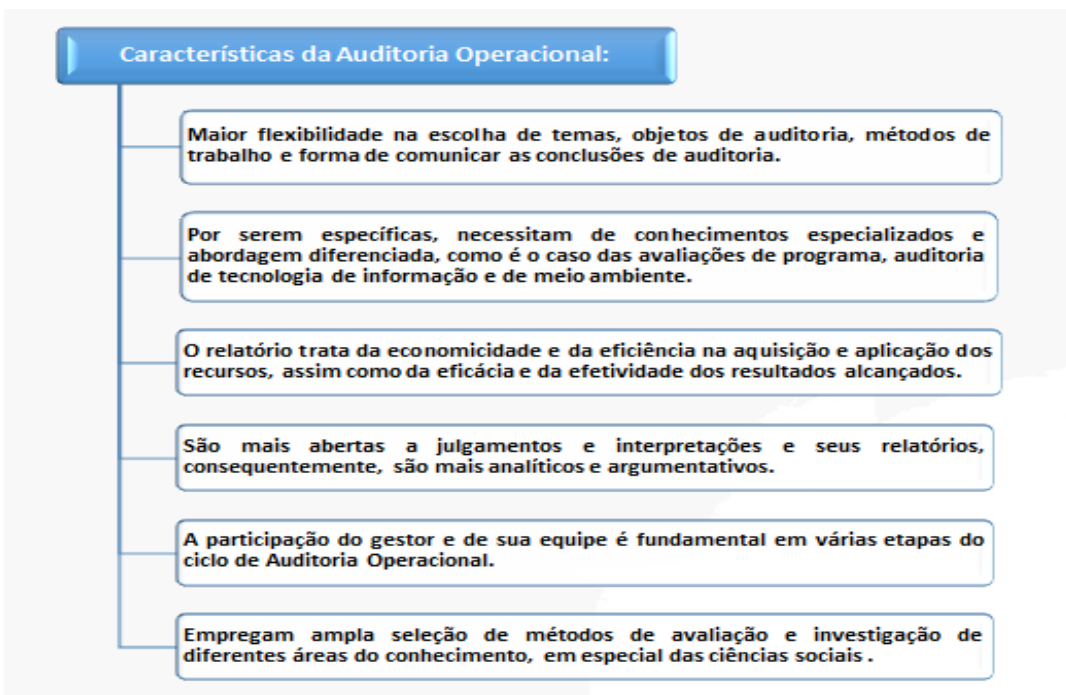 Características da Auditoria Operacional:
Maior flexibilidade na escolha de temas, objetos de auditoria, métodos de
trabalho e forma de comunicar as conclusões de auditoria.
Por serem específicas, necessitam de conhecimentos especializados e
abordagem diferenciada, como é o caso das avaliações de programa, auditoria
de tecnologia de informação e de meio ambiente.
O relatório trata da economicidade e da eficiência na aquisição e aplicação dos
recursos, assim como da eficácia e da efetividade dos resultados alcançados.
São mais abertas a julgamentos e interpretações e seus relatórios,
consequentemente, são mais analíticos e argumentativos.
A participação do gestor e de sua equipe é fundamental em várias etapas do
ciclo de Auditoria Operacional.
Empregam ampla seleção de métodos de avaliação e investigação de
diferentes áreas do conhecimento, em especial das ciências sociais .